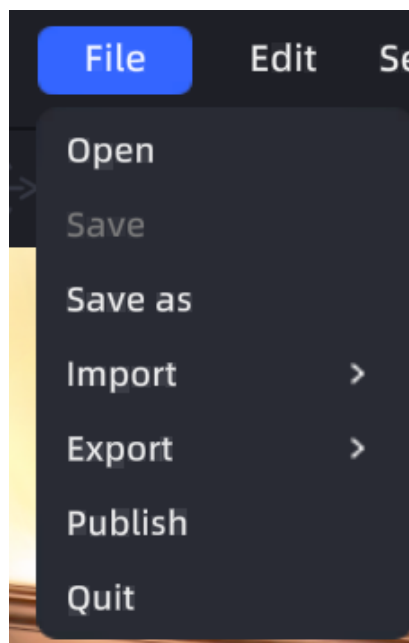 File Edit
Open
Save
Save as
Import
Export
Publish
Quit